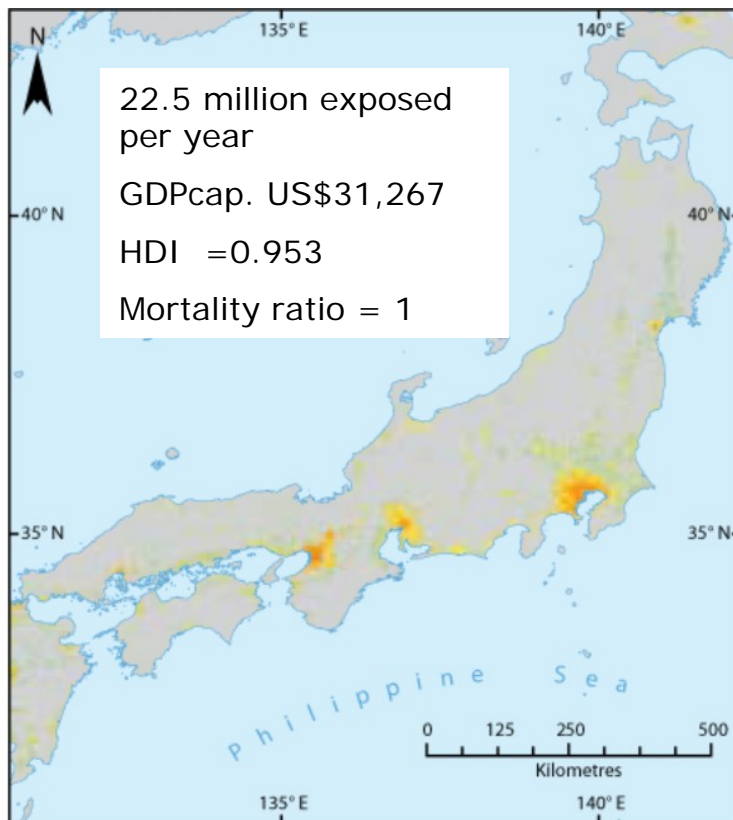 135° E
140° E
N
22.5 million exposed
per year
GDPcap. US$31,267
HDI =0.953
Mortality ratio = 1
40° N
40° N
35° N
35° N
Philippine Sea
0 125 250 500
Kilometres
135° E
140° E